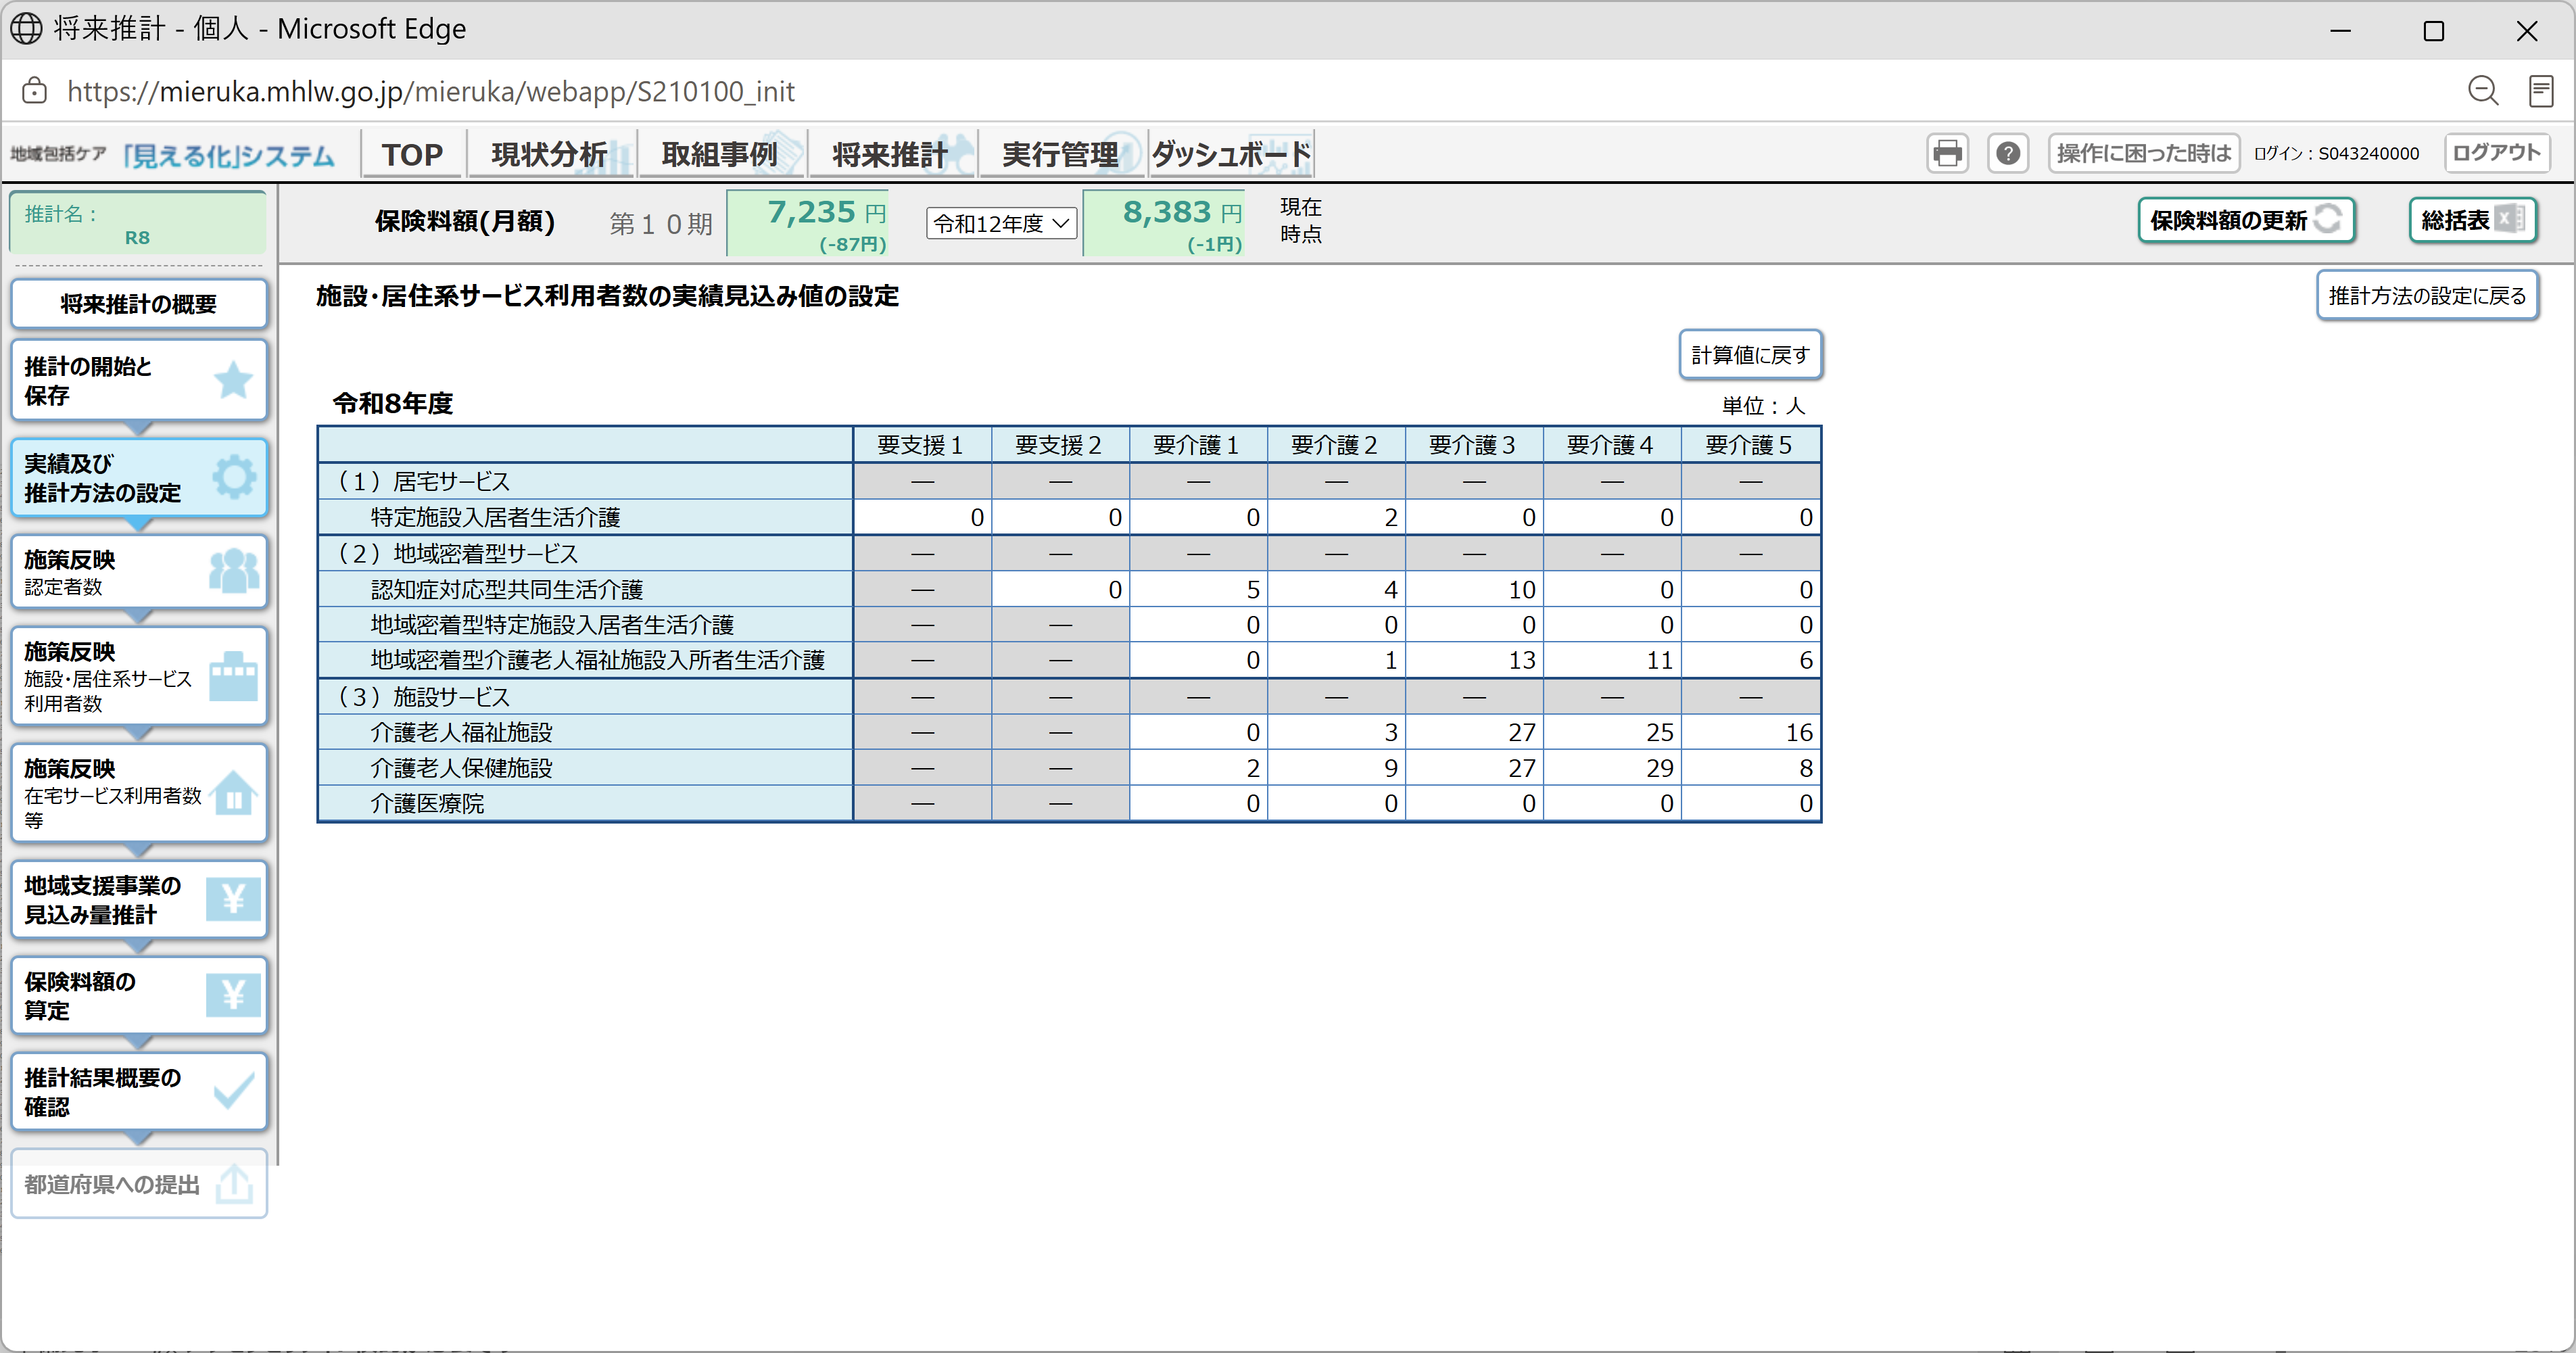 将来推計 - 個人 - Microsoft Edge
https://mieruka.mhlw.go.jp/mieruka/webapp/S210100_init
地域包括ケア 「見える化」システム TOP 現状分析 取組事例 将来推計 実行管理 ダッシュボード 操作に困った時は ログイン：S043240000 ログアウト
推計名：
R8
保険料額(月額) 第１０期 7,235 円 (-87円) 令和12年度 8,383 円 (-1円) 現在時点 保険料額の更新 総括表
将来推計の概要
推計の開始と
保存
実績及び
推計方法の設定
施策反映
認定者数
施策反映
施設・居住系サービス
利用者数
施策反映
在宅サービス利用者数
等
地域支援事業の
見込み量推計
保険料額の
算定
推計結果概要の
確認
都道府県への提出
施設・居住系サービス利用者数の実績見込み値の設定
推計方法の設定に戻る
計算値に戻す
令和8年度
単位：人
要支援１ 要支援２ 要介護１ 要介護２ 要介護３ 要介護４ 要介護５
（１）居宅サービス ― ― ― ― ― ― ―
特定施設入居者生活介護 0 0 0 2 0 0 0
（２）地域密着型サービス ― ― ― ― ― ― ―
認知症対応型共同生活介護 ― 0 5 4 10 0 0
地域密着型特定施設入居者生活介護 ― ― 0 0 0 0 0
地域密着型介護老人福祉施設入所者生活介護 ― ― 0 1 13 11 6
（３）施設サービス ― ― ― ― ― ― ―
介護老人福祉施設 ― ― 0 3 27 25 16
介護老人保健施設 ― ― 2 9 27 29 8
介護医療院 ― ― 0 0 0 0 0